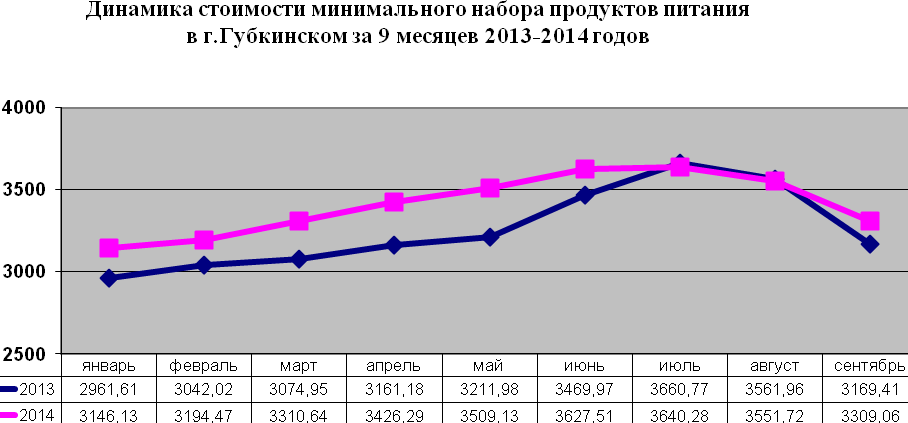 Динамика стоимости минимального набора продуктов питания
в г.Губкинском за 9 месяцев 2013-2014 годов
4000
3500
3000
2500
январь февраль март апрель май июнь июль август сентябрь
2013 2961,61 3042,02 3074,95 3161,18 3211,98 3469,97 3660,77 3561,96 3169,41
2014 3146,13 3194,47 3310,64 3426,29 3509,13 3627,51 3640,28 3551,72 3309,06